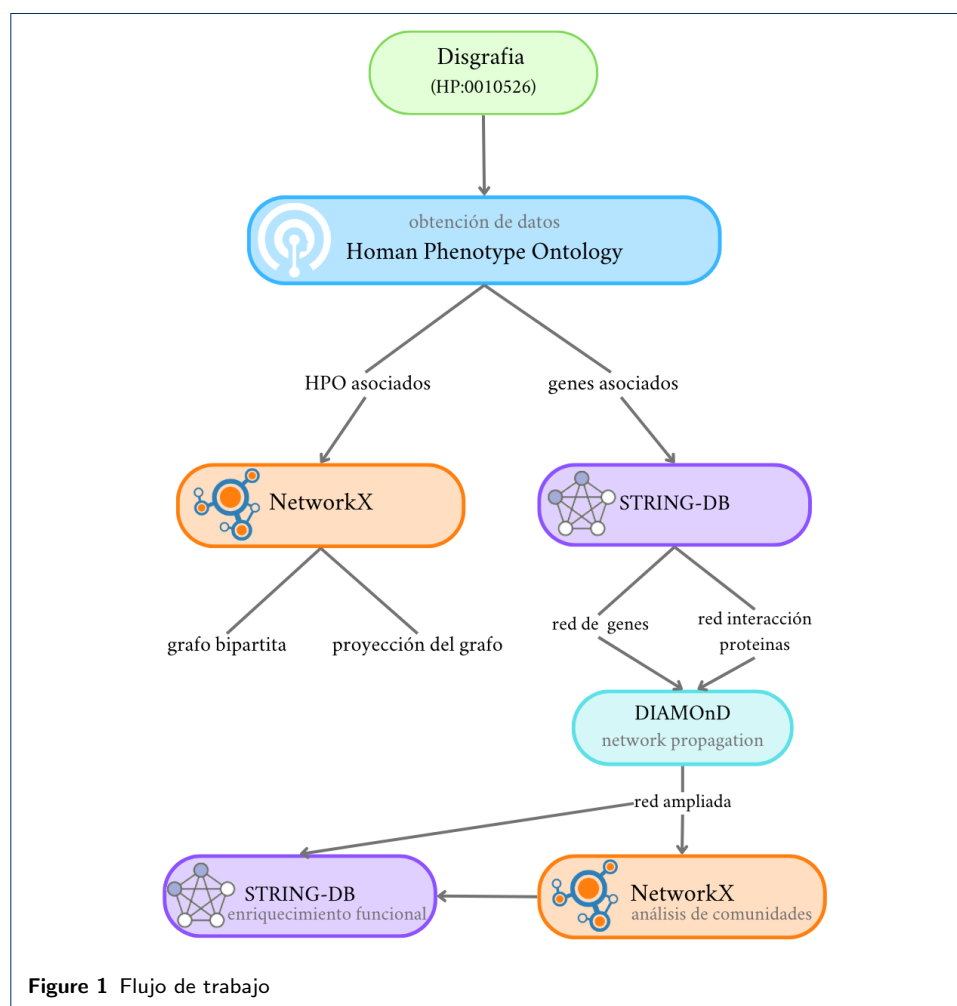 Disgrafia
(HP:0010526)
obtención de datos
Homan Phenotype Ontology
HPO asociados
genes asociados
NetworkX
STRING-DB
grafo bipartita
proyección del grafo
red de genes
red interacción
proteinas
DIAMOnD
network propagation
red ampliada
STRING-DB
enriquecimiento funcional
NetworkX
análisis de comunidades
Figure 1 Flujo de trabajo